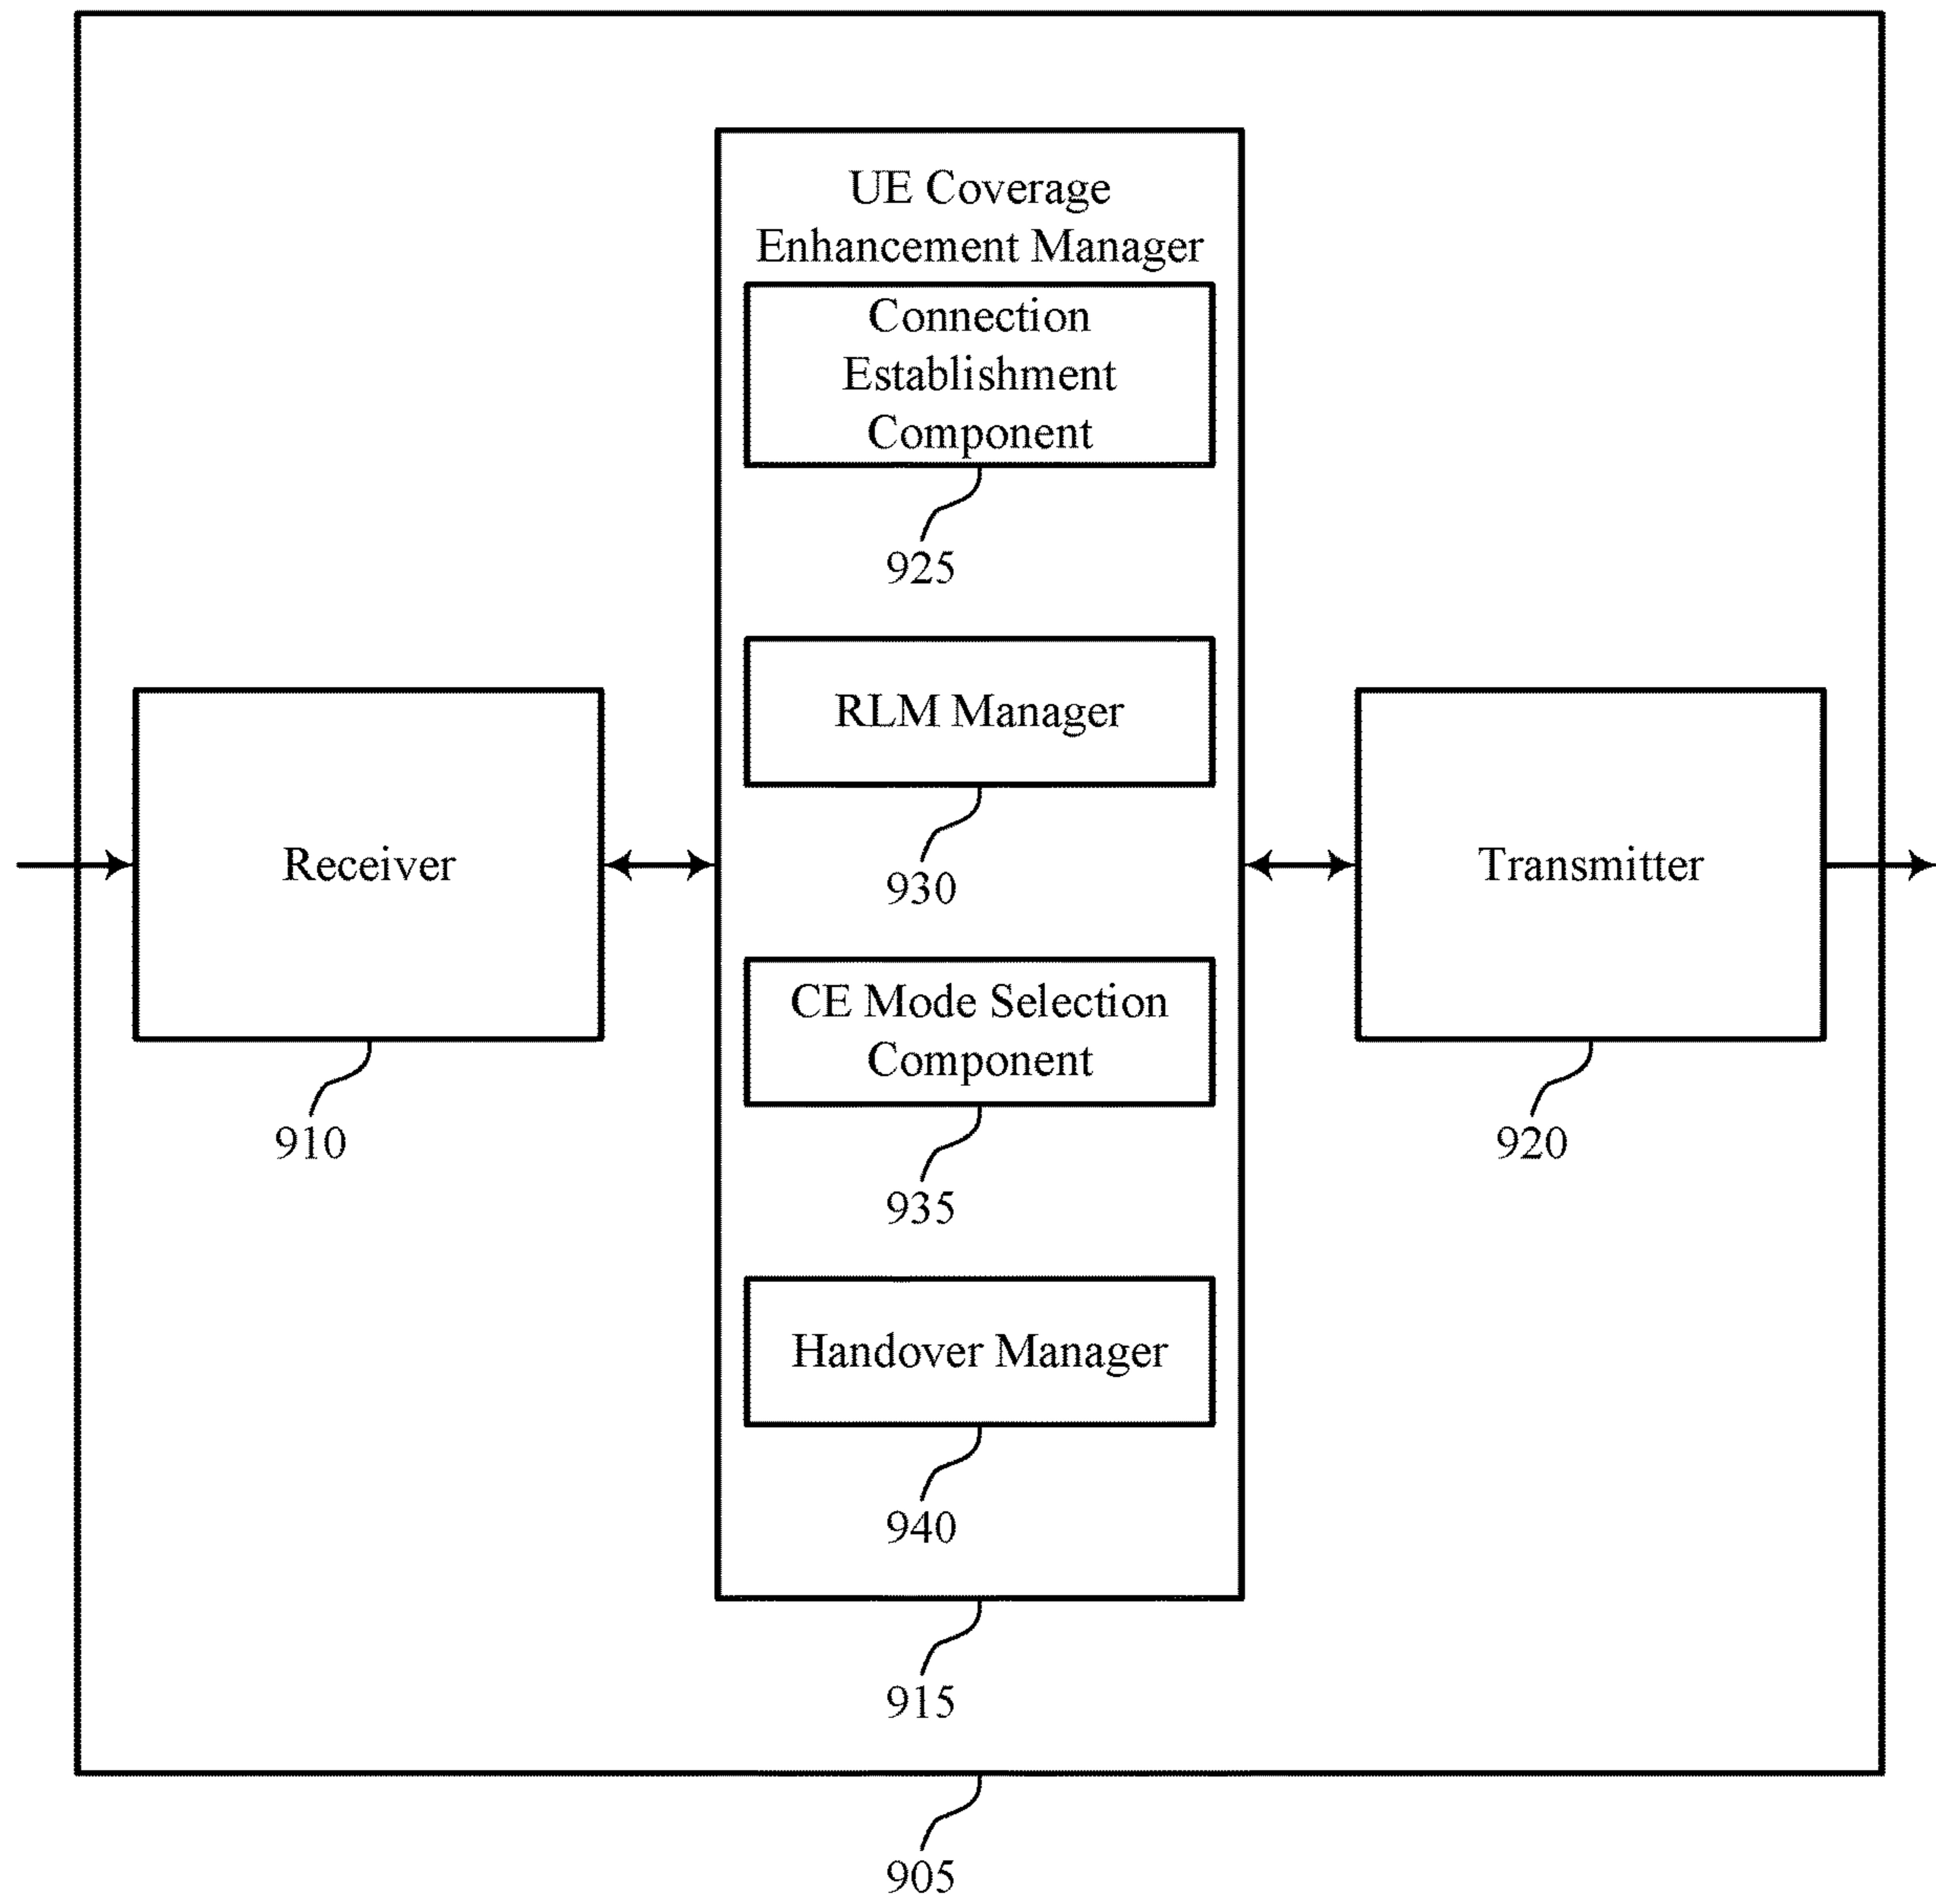 UE Coverage
Enhancement Manager
Connection
Establishment
Component
925
RLM Manager
930
Receiver
910
Transmitter
920
CE Mode Selection
Component
935
Handover Manager
940
915
905